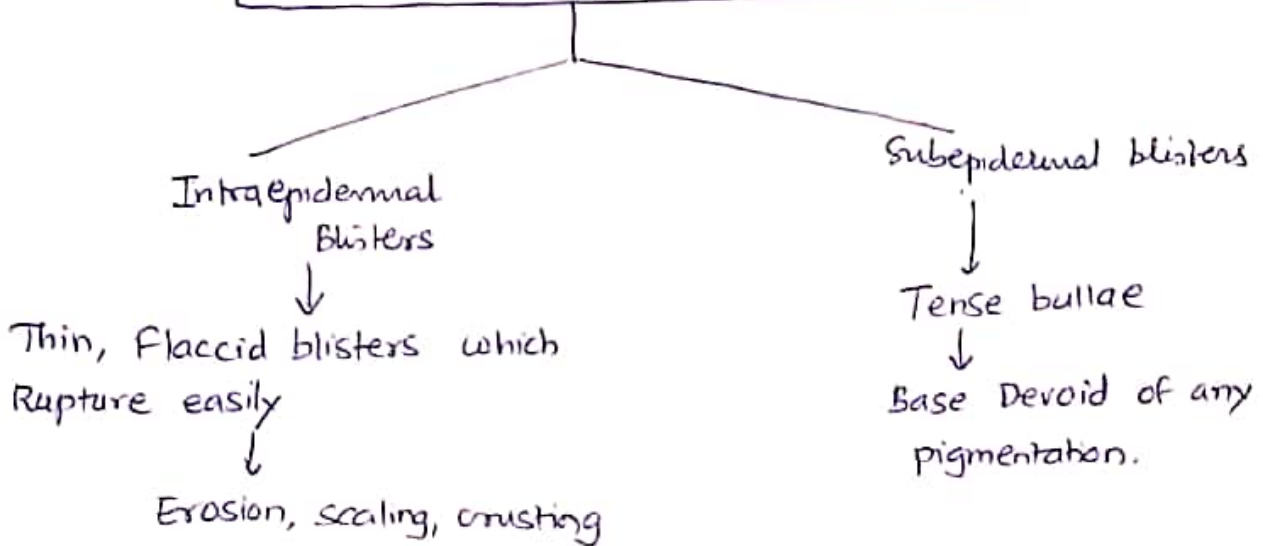 Intraepidermal
Blisters
Thin, Flaccid blisters which
Rupture easily
Erosion, scaling, crusting
Subepidermal blisters
Tense bullae
Base Devoid of any
pigmentation.